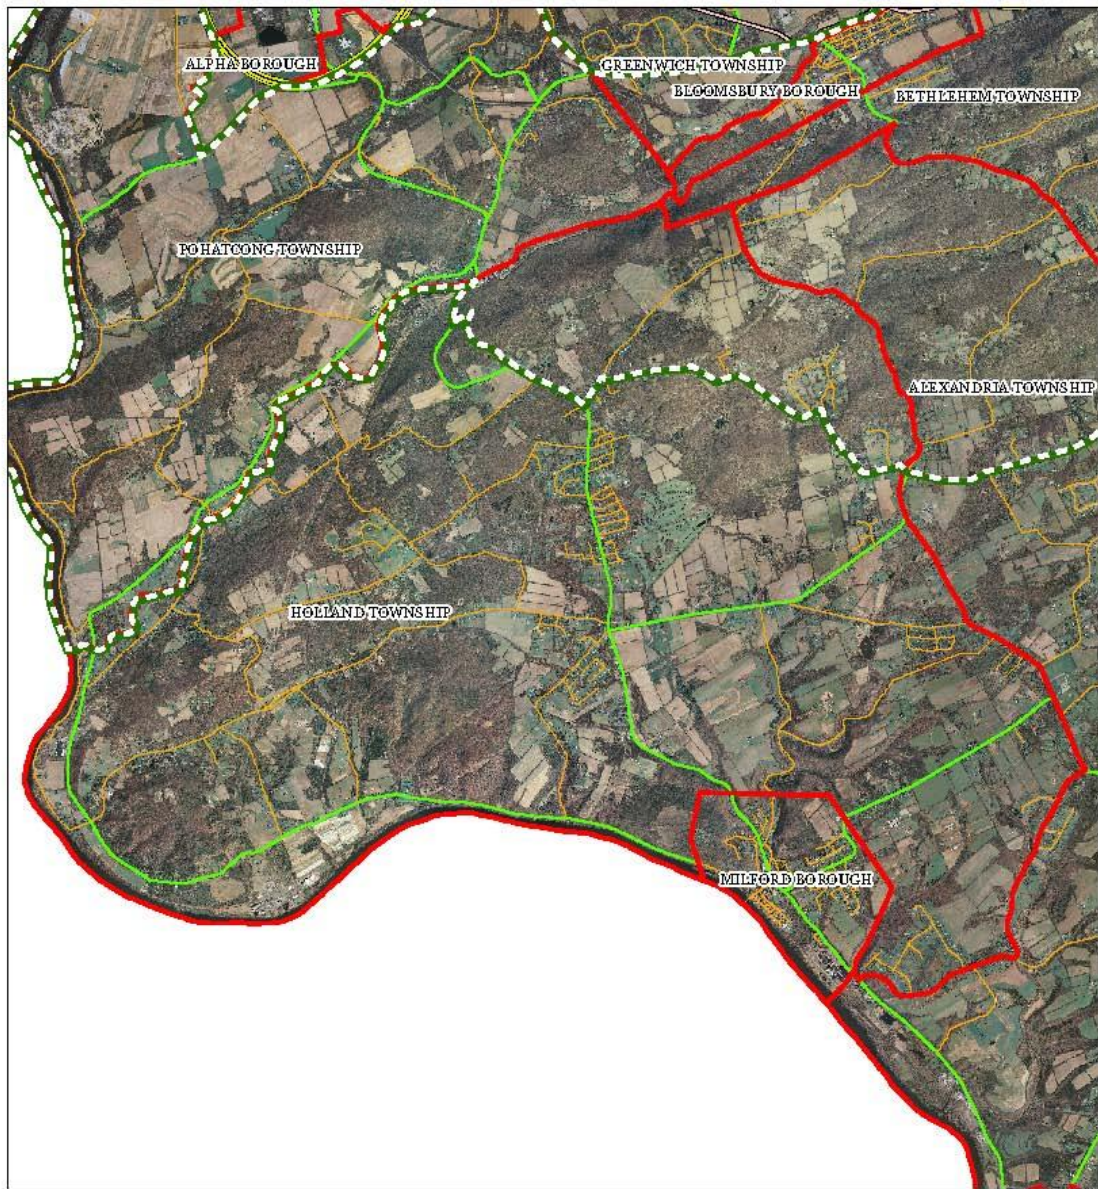 ALPHA BOROUGH
GREENWICH TOWNSHIP
BLOOMSBURY BOROUGH
BETHLEHEM TOWNSHIP
POHATCONG TOWNSHIP
ALEXANDRIA TOWNSHIP
HOLLAND TOWNSHIP
MILFORD BOROUGH